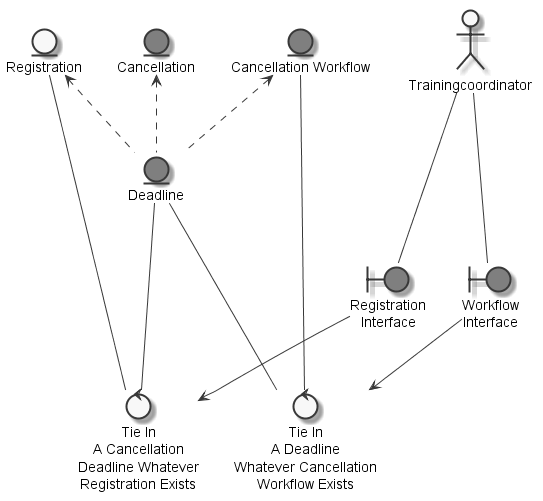 Registration
Cancellation
Cancellation Workflow
Trainingcoordinator
Deadline
Registration
Interface
Workflow
Interface
Tie In
A Cancellation
Deadline Whatever
Registration Exists
Tie In
A Deadline
Whatever Cancellation
Workflow Exists